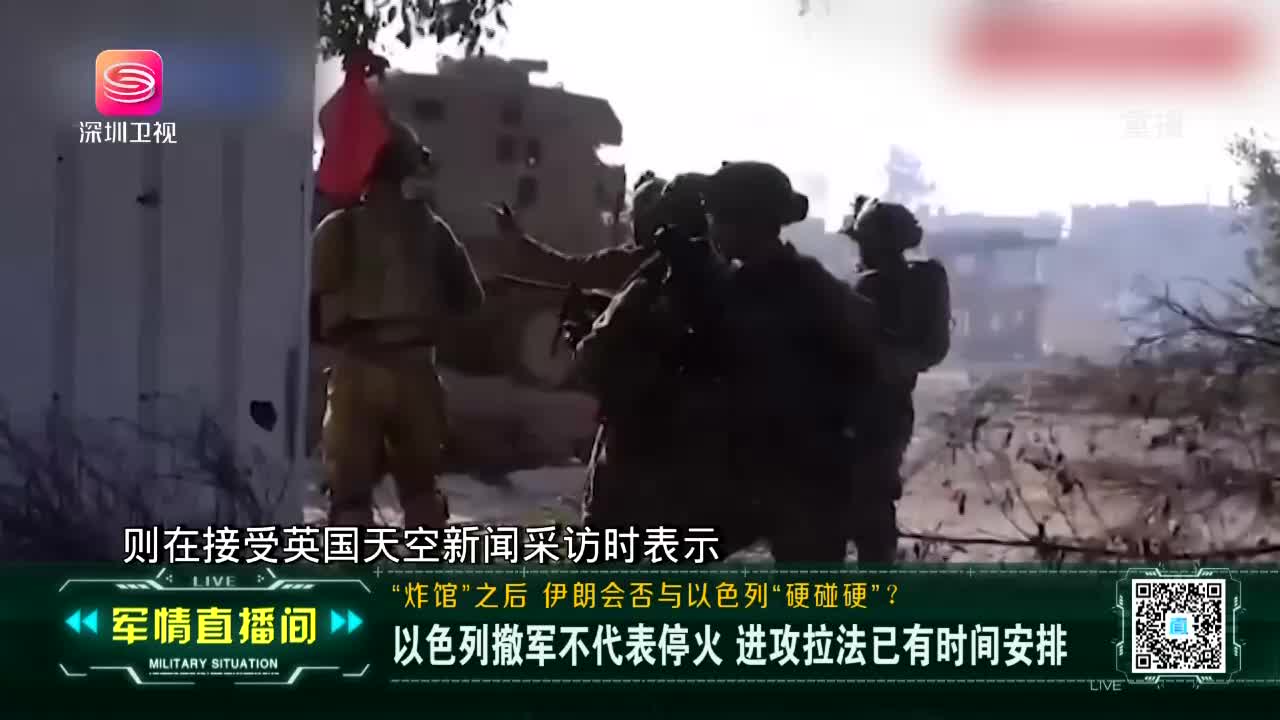 深圳卫视
重播
则在接受英国天空新闻采访时表示
LIVE
军情直播间
MILITARY SITUATION
“炸馆”之后 伊朗会否与以色列“硬碰硬”？
以色列撤军不代表停火 进攻拉法已有时间安排
直
LIVE